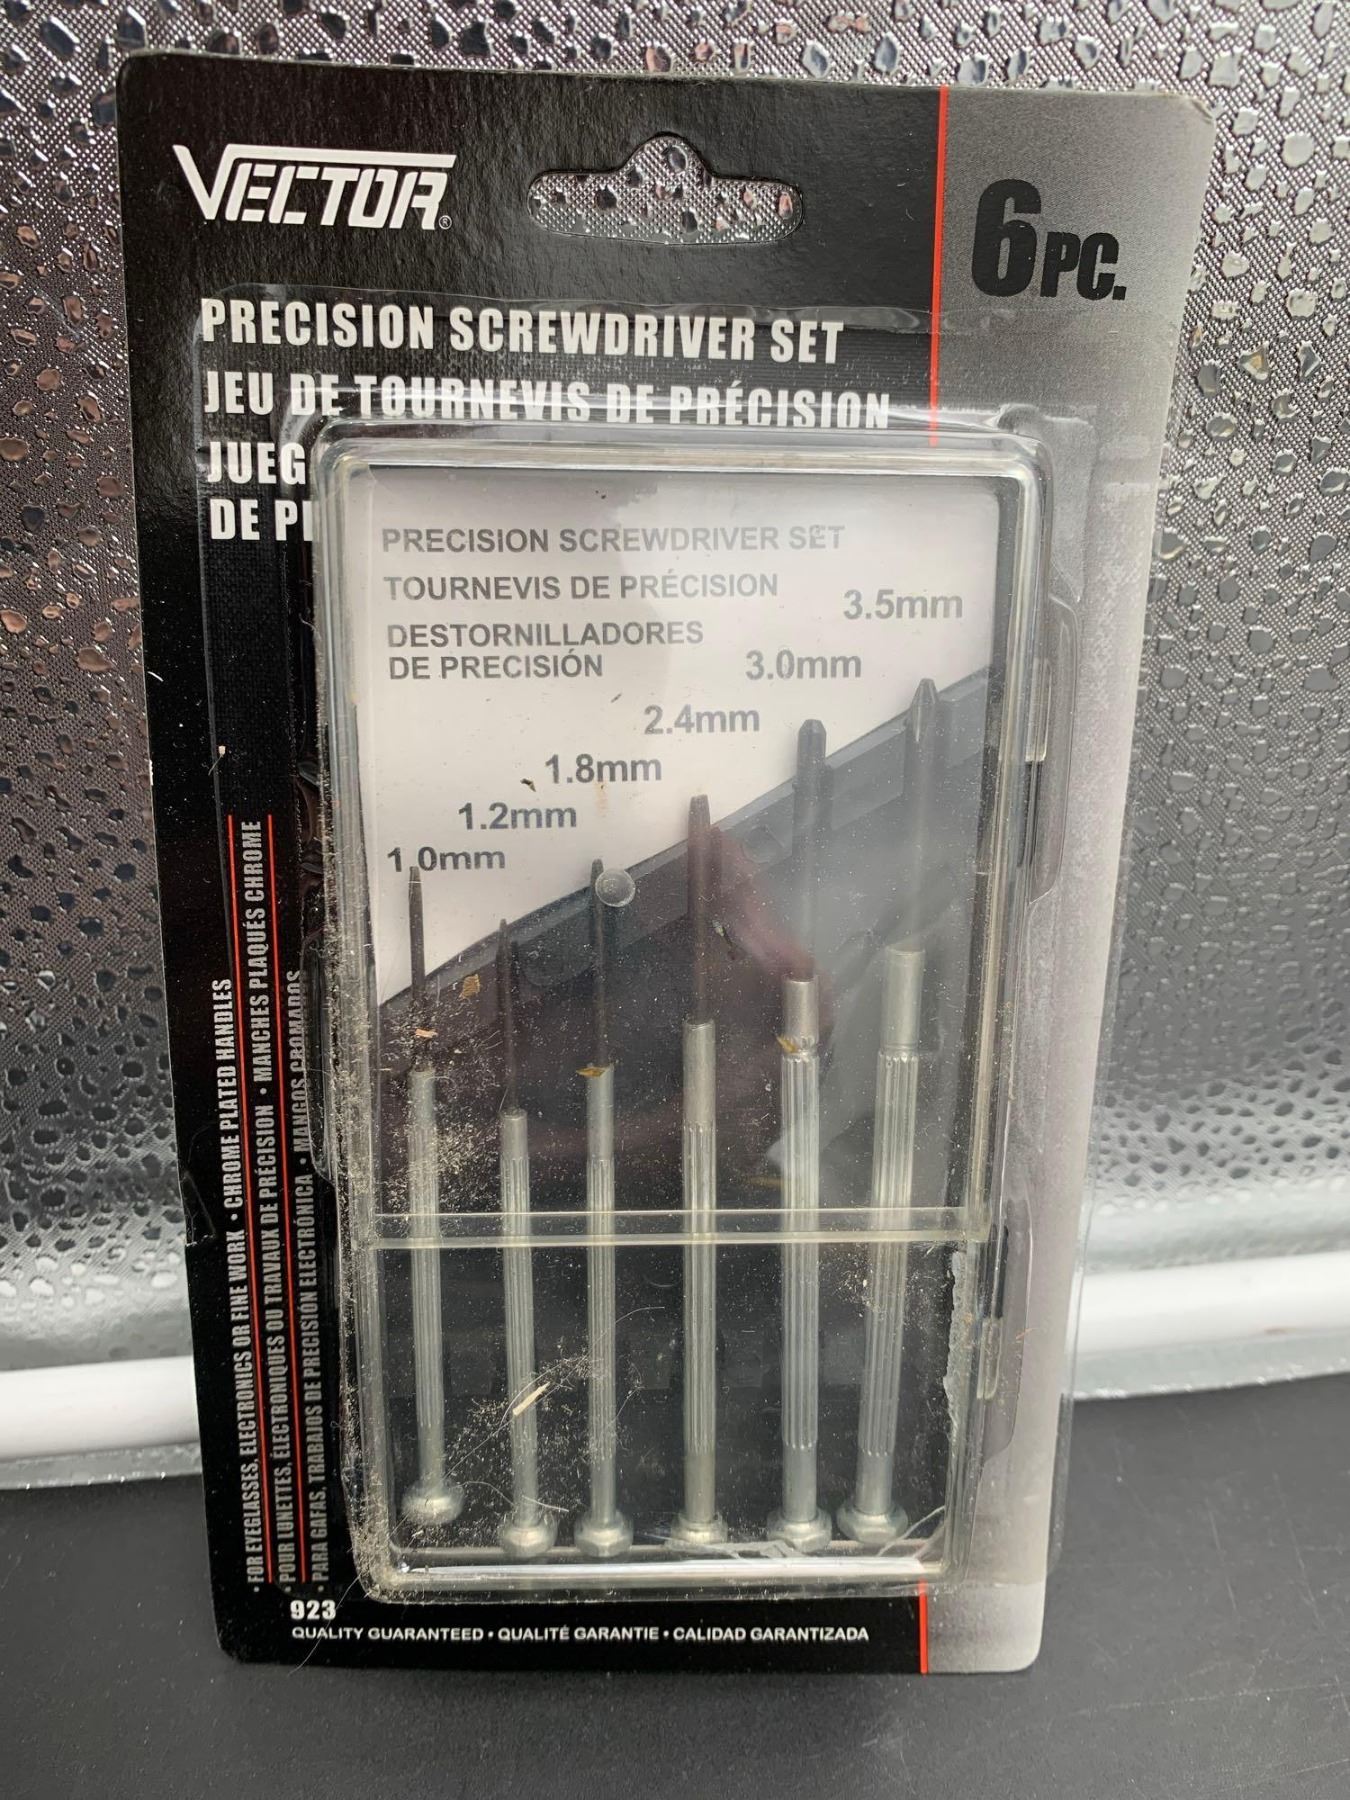 VECTOR®
6 PC.
PRECISION SCREWDRIVER SET
JEU DE TOURNEVIS DE PRÉCISION
PRECISION SCREWDRIVER SET
TOURNEVIS DE PRÉCISION
DESTORNILLADORES
DE PRECISIÓN
3.5mm
3.0mm
2.4mm
1.8mm
1.2mm
1.0mm
• FOR EYEGLASSES, ELECTRONICS OR FINE WORK • CHROME PLATED HANDLES
• POUR LUNETTES, ÉLECTRONIQUES OU TRAVAUX DE PRÉCISION • MANCHES PLAQUÉS CHROME
• PARA GAFAS, TRABAJOS DE PRECISIÓN ELECTRÓNICA • MANGOS CROMADOS
923
QUALITY GUARANTEED • QUALITÉ GARANTIE • CALIDAD GARANTIZADA